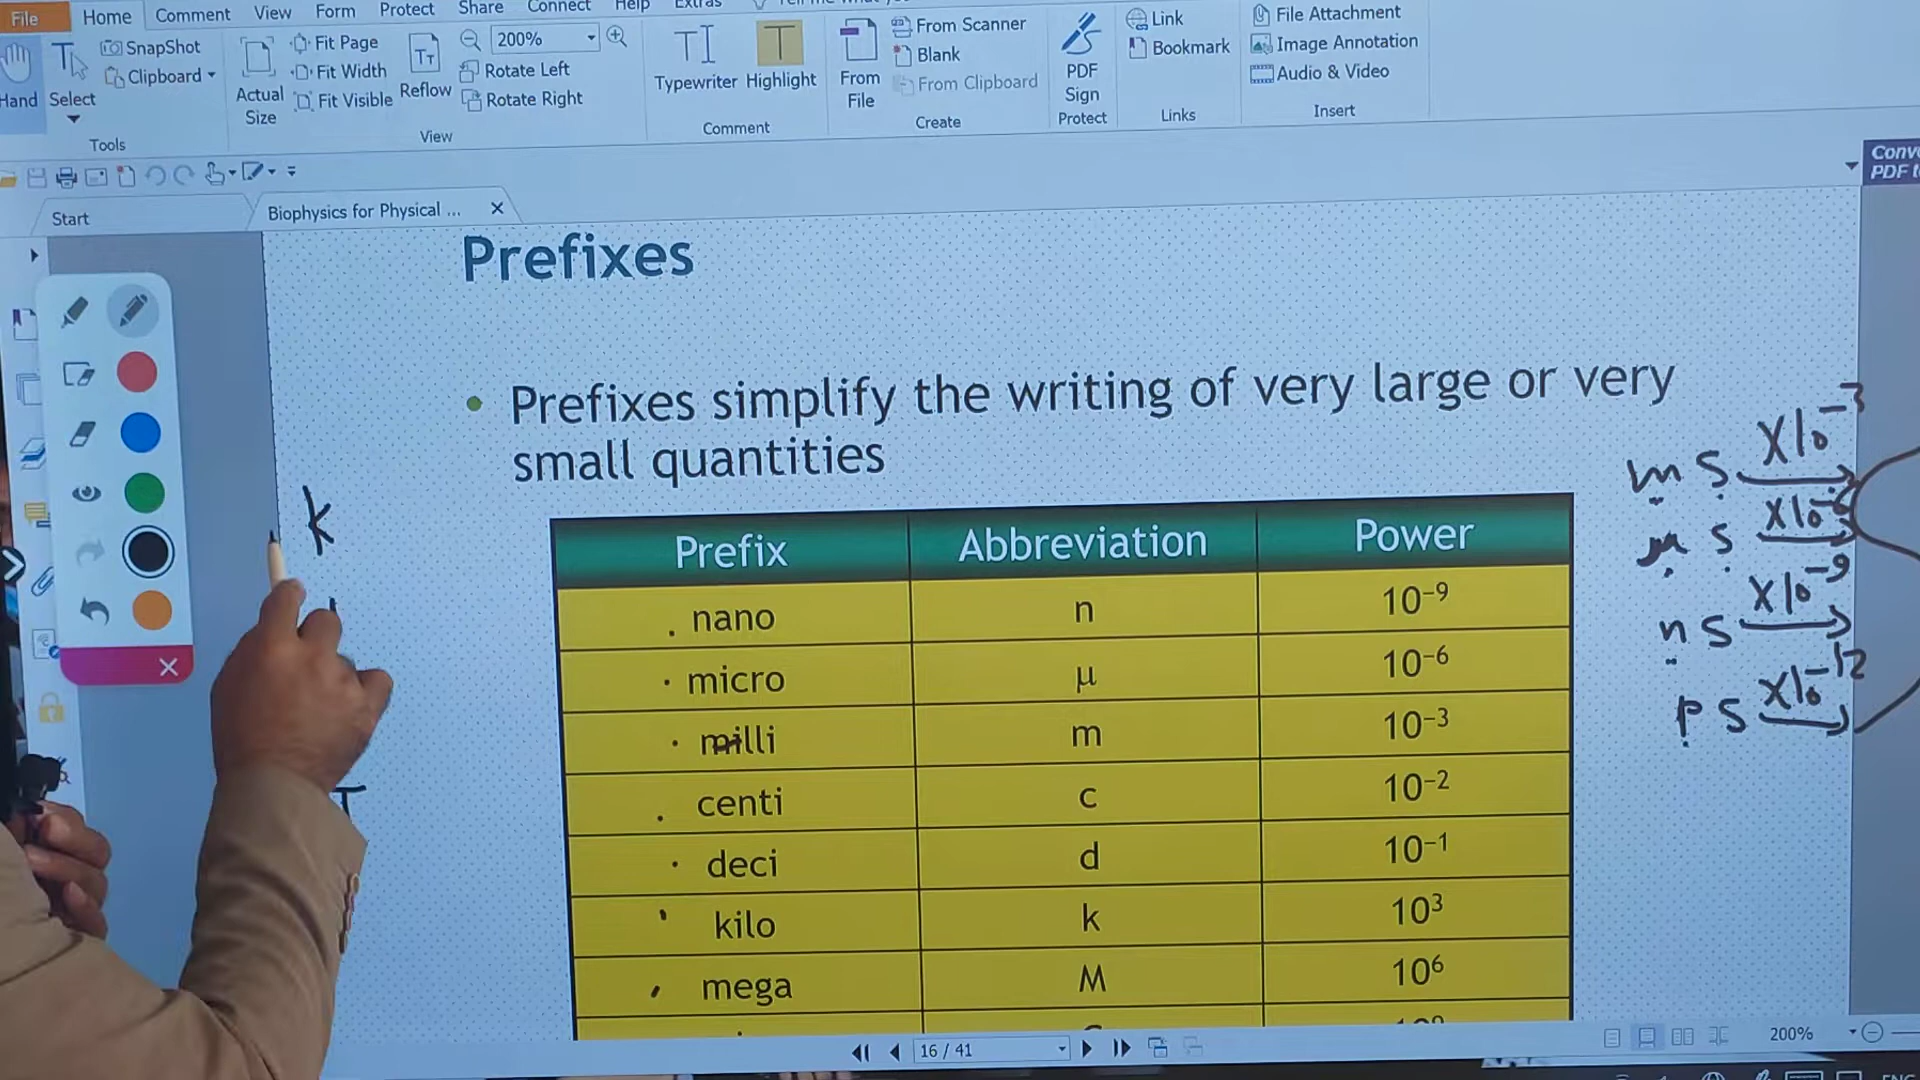 File Home Comment View Form Protect Share Connect Help Extras
Hand
Select
SnapShot
Clipboard
Tools
Actual Size
Fit Page
Fit Width
Fit Visible
Reflow
200%
Rotate Left
Rotate Right
View
Typewriter Highlight
Comment
From File
From Scanner
Blank
From Clipboard
Create
PDF Sign
Protect
Link
Bookmark
Links
File Attachment
Image Annotation
Audio & Video
Insert
PDF
Start
Biophysics for Physical ...
Prefixes
• Prefixes simplify the writing of very large or very
small quantities
k
T
Prefix Abbreviation Power
nano n 10⁻⁹
micro μ 10⁻⁶
milli m 10⁻³
centi c 10⁻²
deci d 10⁻¹
kilo k 10³
mega M 10⁶
m s x10⁻³
μ s x10⁻⁶
n s x10⁻⁹
p s x10⁻¹²
16 / 41
200%